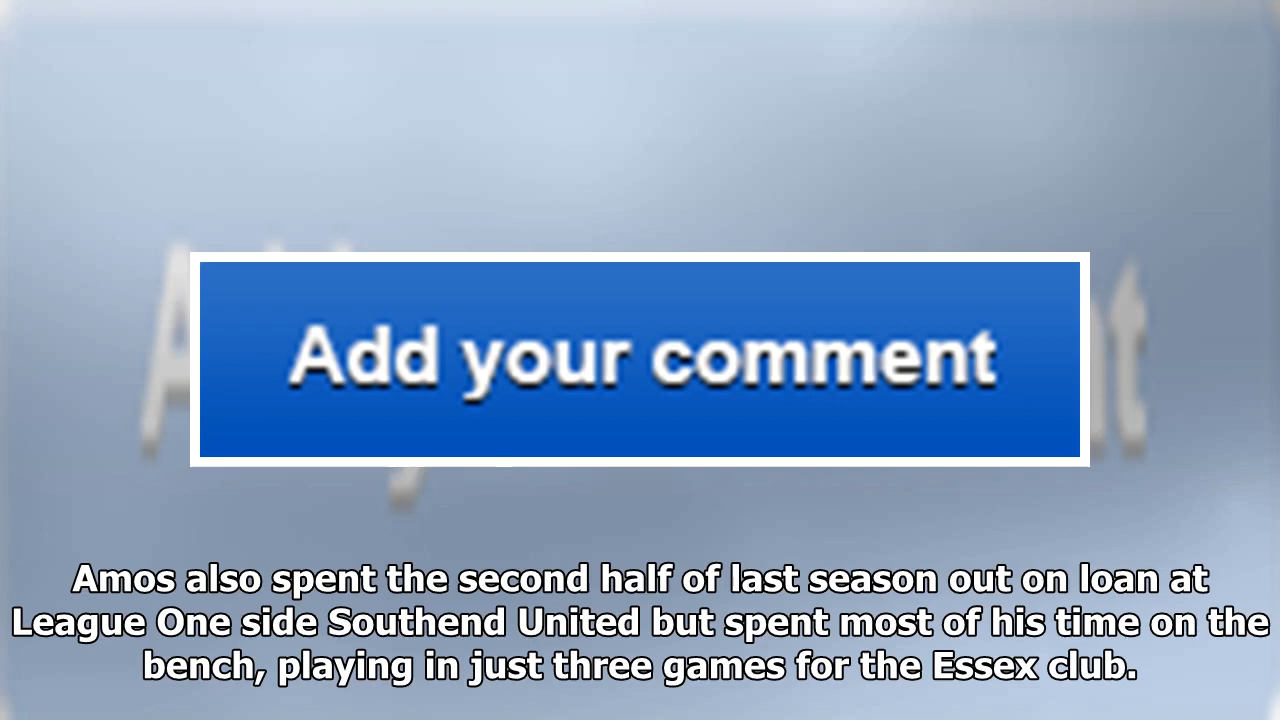 Add your comment
Amos also spent the second half of last season out on loan at
League One side Southend United but spent most of his time on the
bench, playing in just three games for the Essex club.